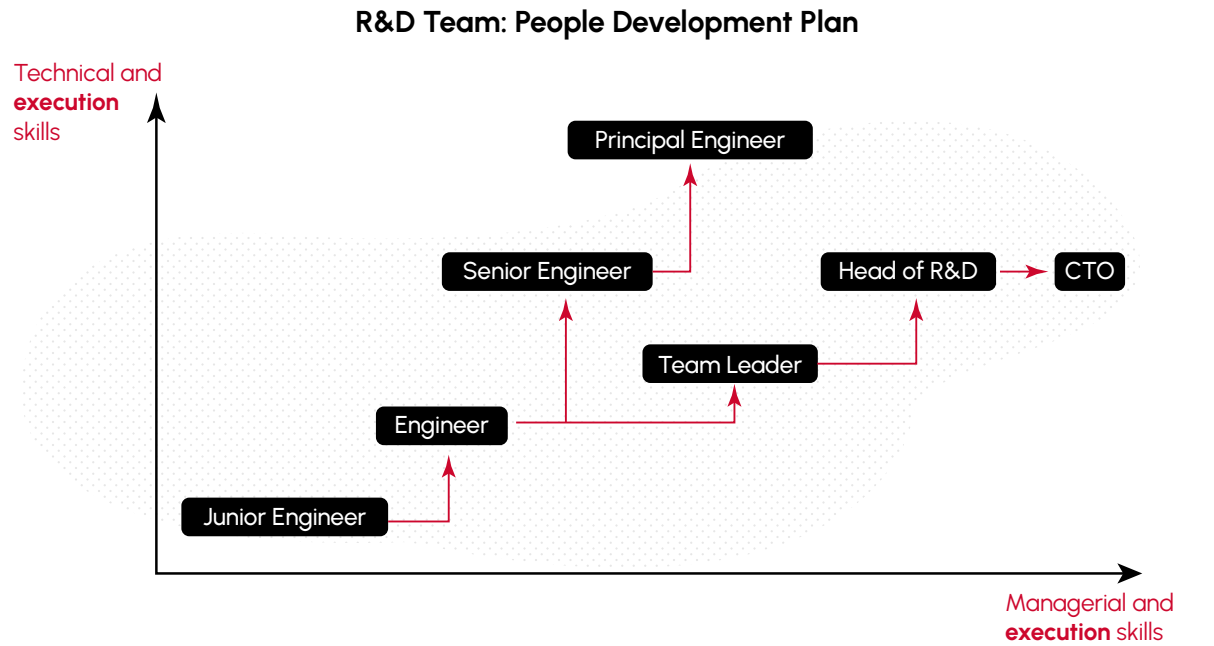 R&D Team: People Development Plan
Technical and
execution
skills
Principal Engineer
Senior Engineer
Head of R&D
CTO
Team Leader
Engineer
Junior Engineer
Managerial and
execution skills